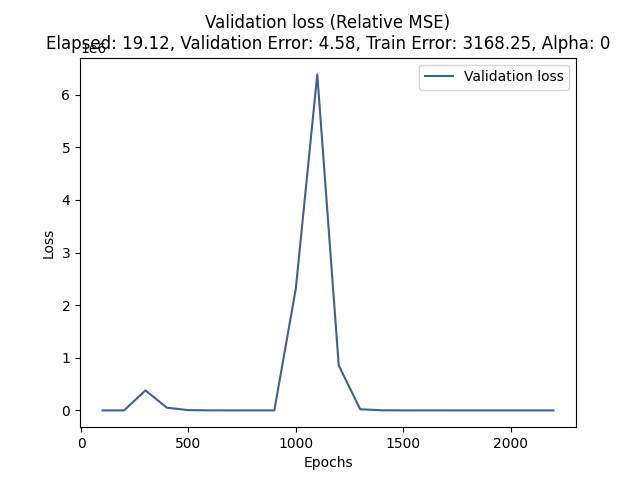 Validation loss (Relative MSE)
Elapsed: 19.12, Validation Error: 4.58, Train Error: 3168.25, Alpha: 0
1e6
Validation loss
6
5
4
3
2
1
0
Loss
0 500 1000 1500 2000
Epochs